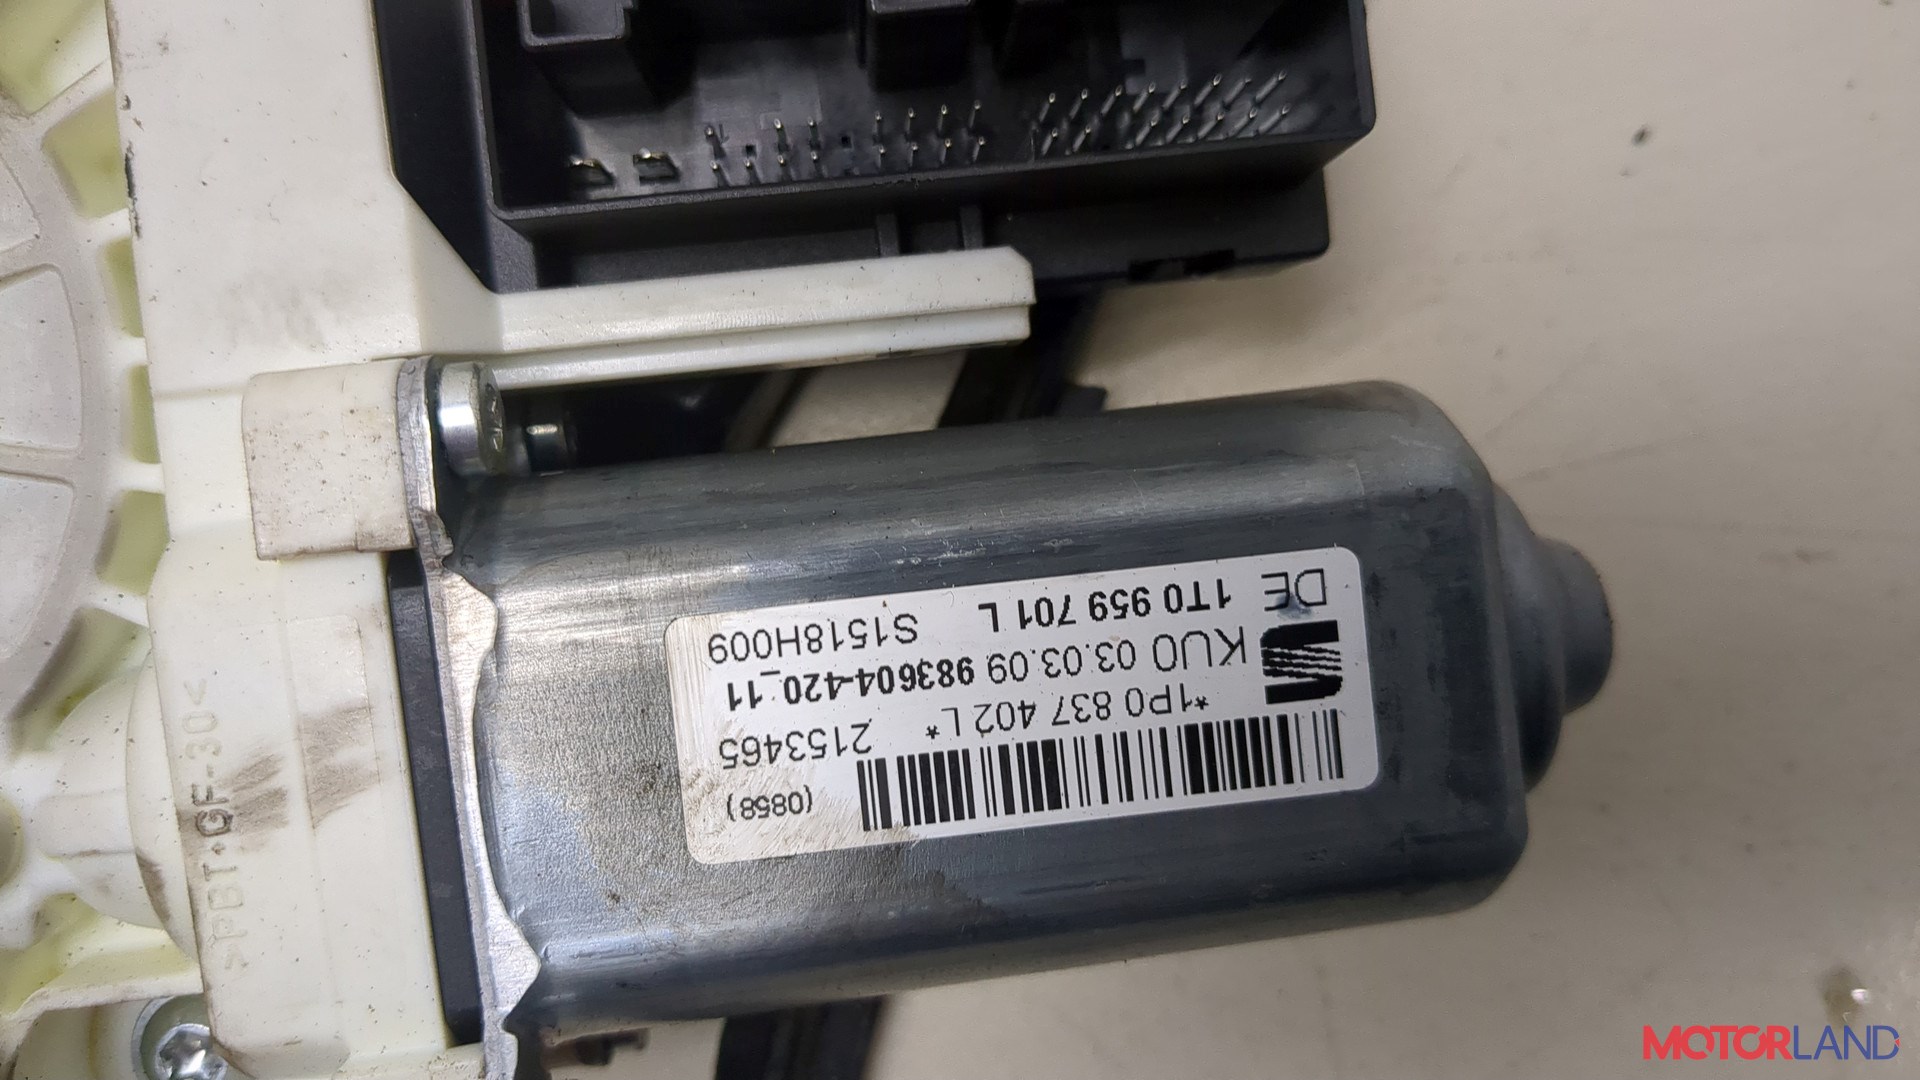 DE 1T0 959 701 L
KU0 03.03.09 983604-420_11 S1518H009
*1P0 837 402 L* 2153465
(0858)
>PBT+GF-30<
MOTORLAND